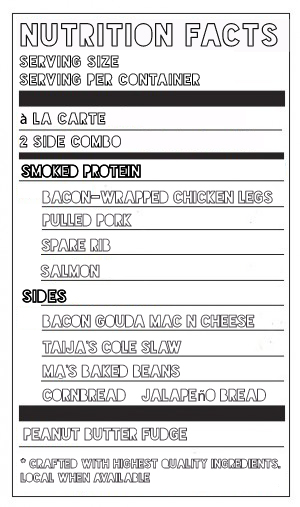 NUTRITION FACTS
SERVING SIZE
SERVING PER CONTAINER
à LA CARTE
2 SIDE COMBO
SMOKED PROTEIN
BACON-WRAPPED CHICKEN LEGS
PULLED PORK
SPARE RIB
SALMON
SIDES
BACON GOUDA MAC N CHEESE
TAIJA'S COLE SLAW
MA'S BAKED BEANS
CORNBREAD JALAPEñO BREAD
PEANUT BUTTER FUDGE
* CRAFTED WITH HIGHEST QUALITY INGREDIENTS,
LOCAL WHEN AVAILABLE